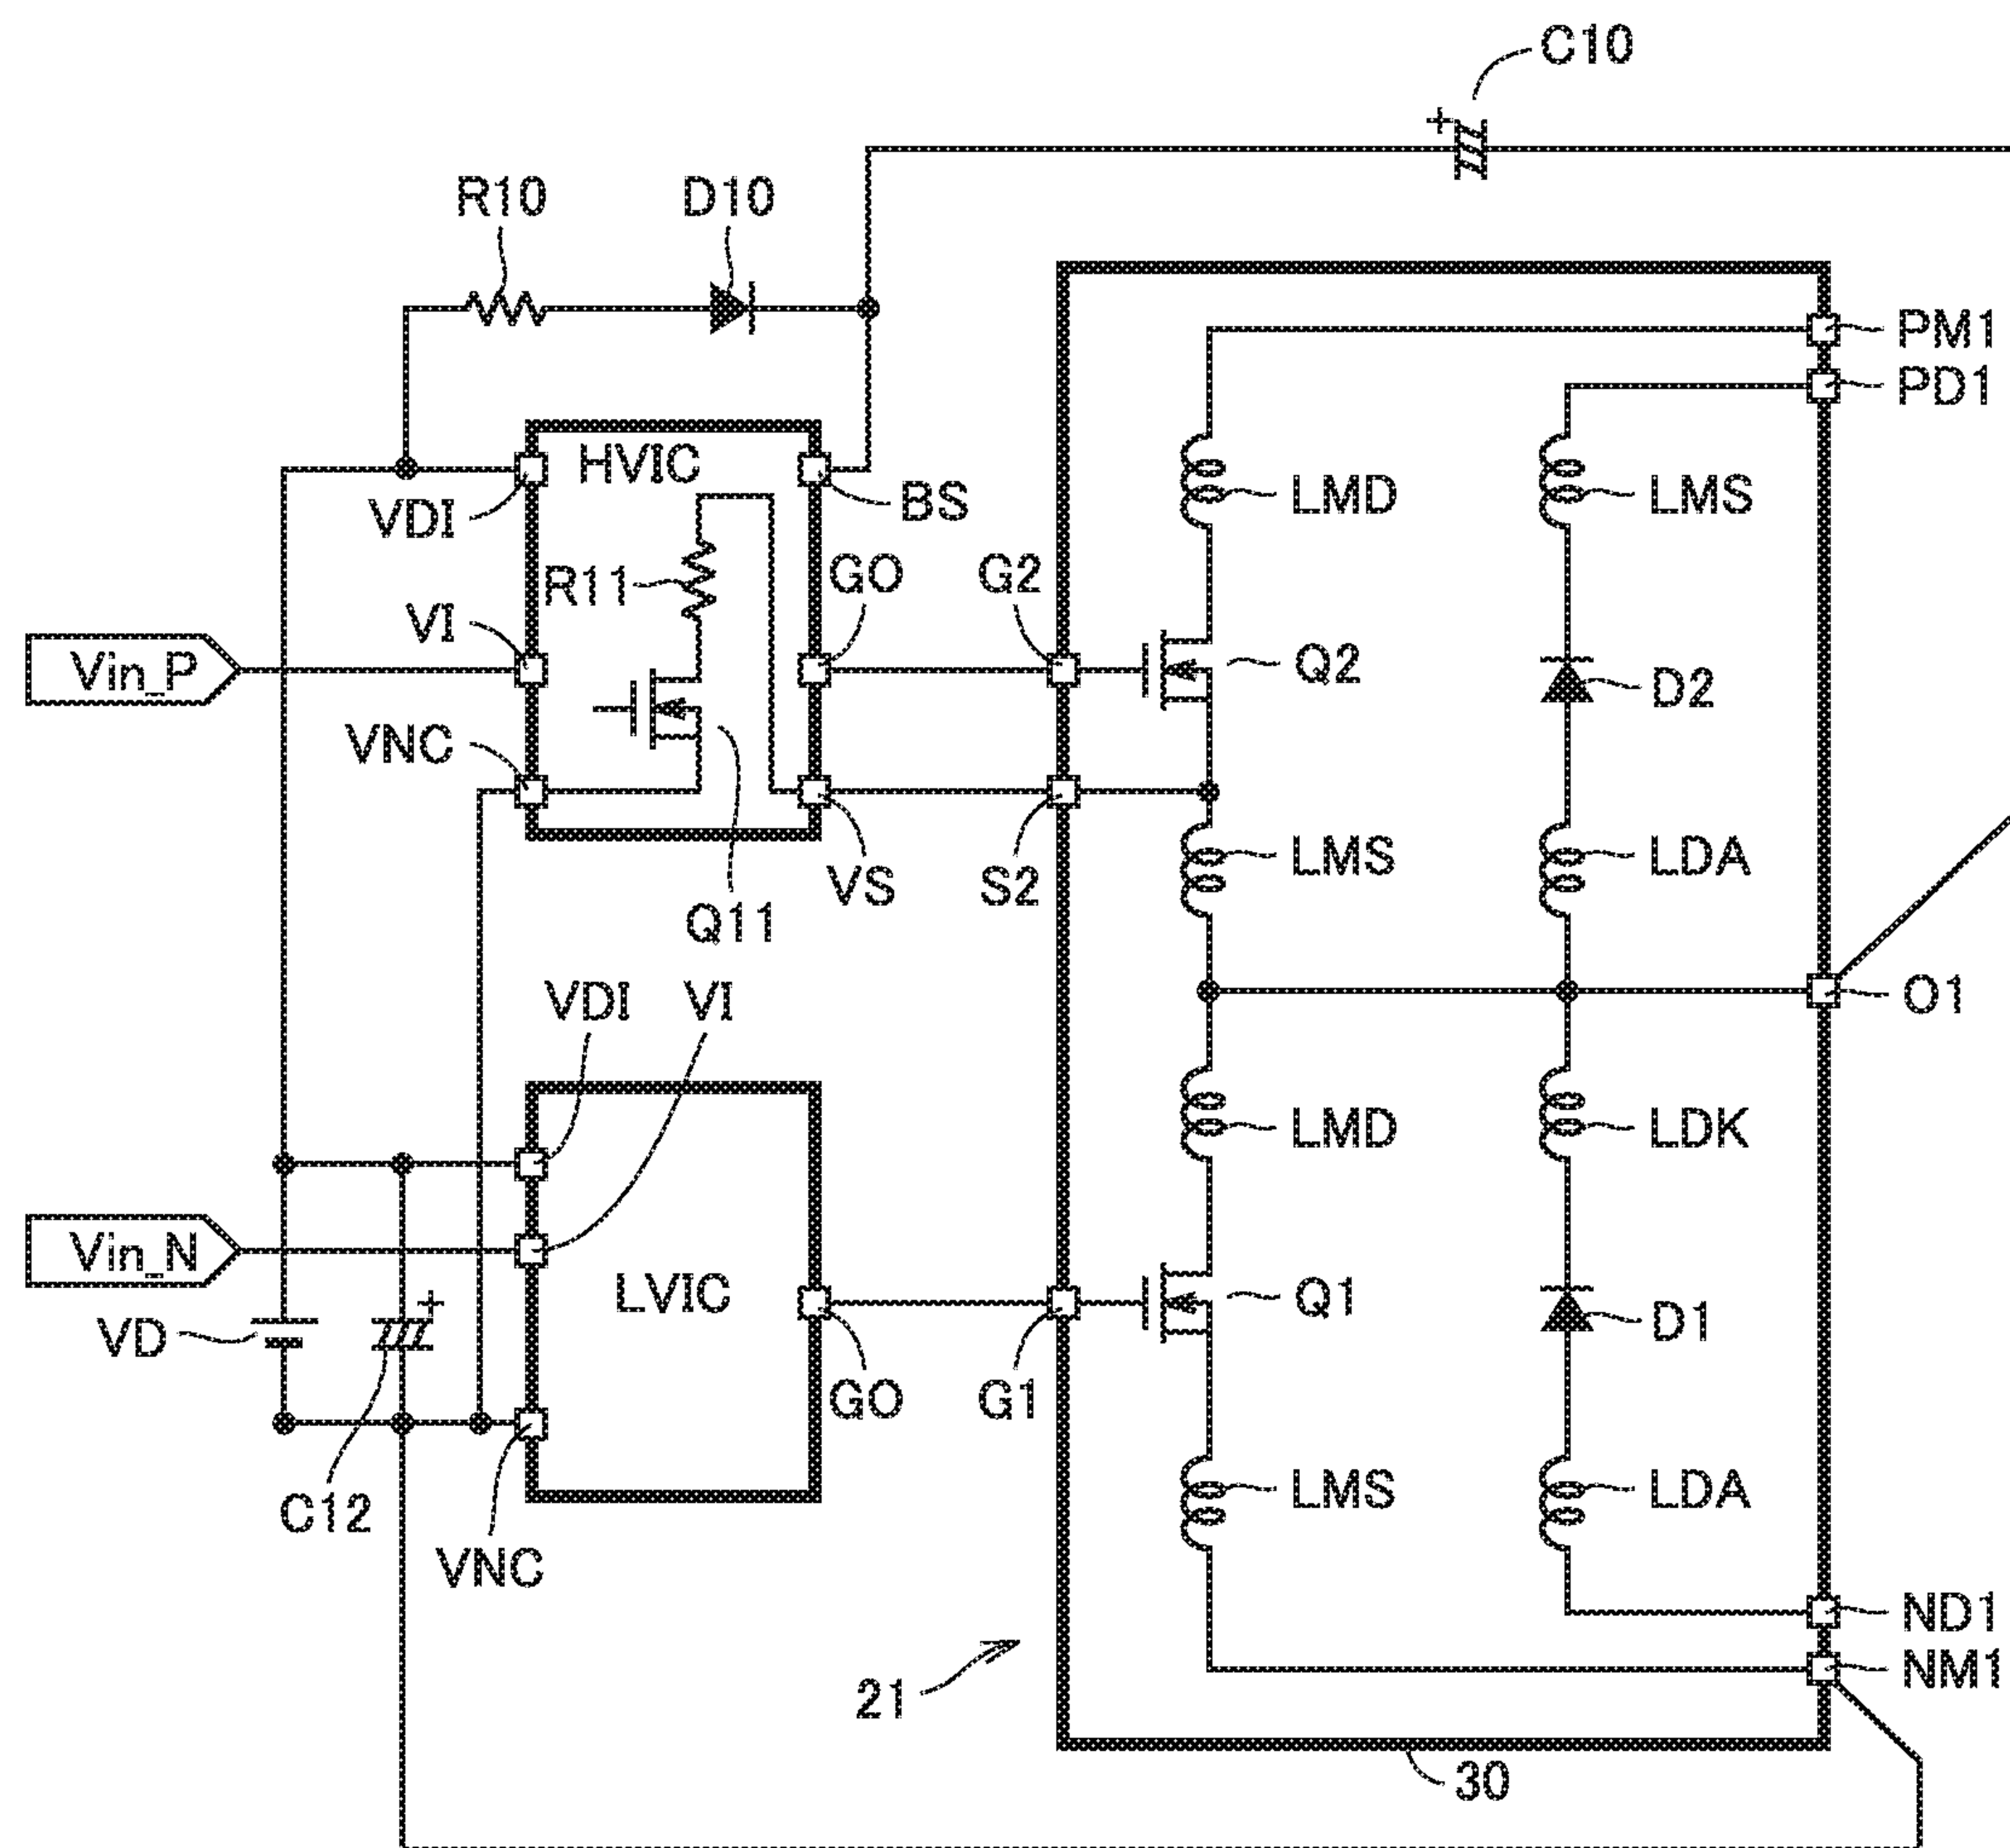 C10
R10
D10
PM1
PD1
HVIC
VDI
BS
LMD
LMS
R11
GO
G2
VI
Vin_P
Q2
D2
VNC
VS
S2
LMS
LDA
Q11
VDI
VI
O1
LMD
LDK
Vin_N
LVIC
Q1
D1
VD
GO
G1
C12
LMS
LDA
VNC
ND1
NM1
21
30
+
+